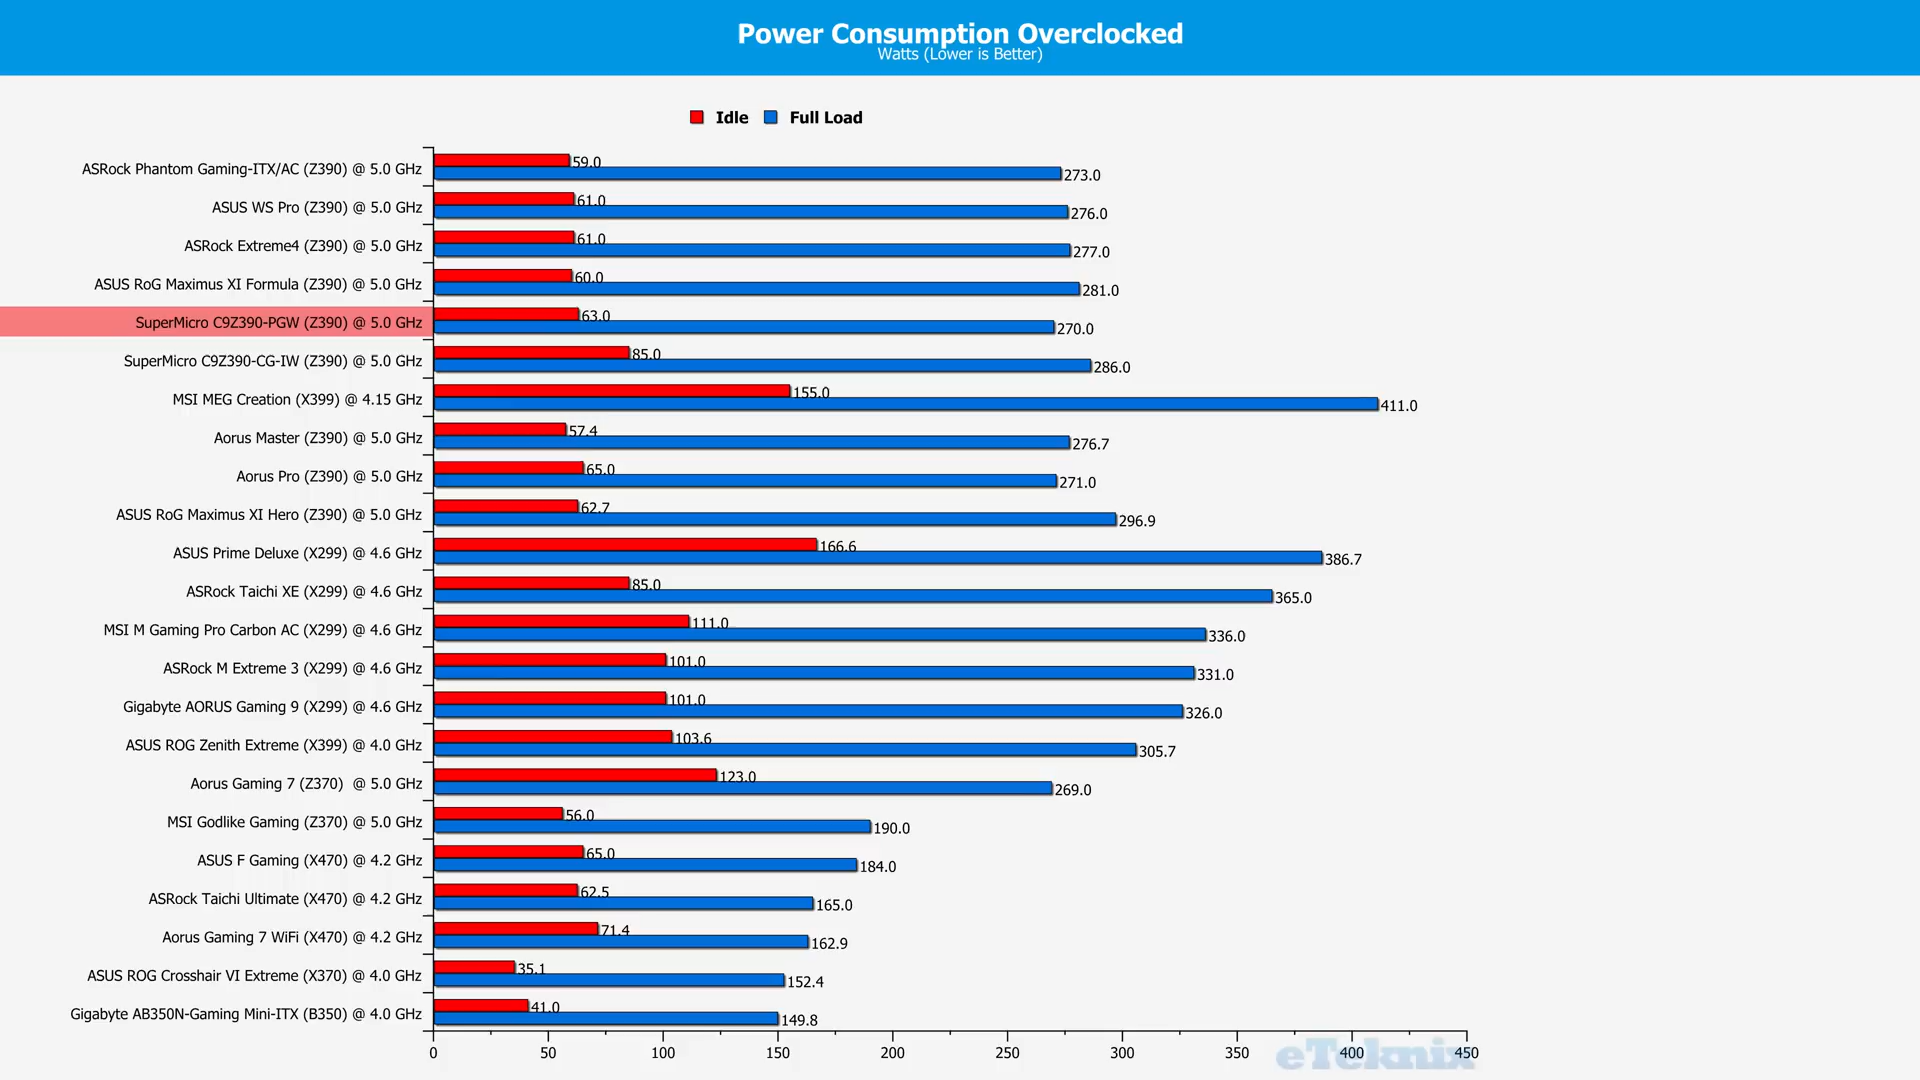 Power Consumption Overclocked
Watts (Lower is Better)
Idle Full Load
ASRock Phantom Gaming-ITX/AC (Z390) @ 5.0 GHz 59.0 273.0
ASUS WS Pro (Z390) @ 5.0 GHz 61.0 276.0
ASRock Extreme4 (Z390) @ 5.0 GHz 61.0 277.0
ASUS RoG Maximus XI Formula (Z390) @ 5.0 GHz 60.0 281.0
SuperMicro C9Z390-PGW (Z390) @ 5.0 GHz 63.0 270.0
SuperMicro C9Z390-CG-IW (Z390) @ 5.0 GHz 85.0 286.0
MSI MEG Creation (X399) @ 4.15 GHz 155.0 411.0
Aorus Master (Z390) @ 5.0 GHz 57.4 276.7
Aorus Pro (Z390) @ 5.0 GHz 65.0 271.0
ASUS RoG Maximus XI Hero (Z390) @ 5.0 GHz 62.7 296.9
ASUS Prime Deluxe (X299) @ 4.6 GHz 166.6 386.7
ASRock Taichi XE (X299) @ 4.6 GHz 85.0 365.0
MSI M Gaming Pro Carbon AC (X299) @ 4.6 GHz 111.0 336.0
ASRock M Extreme 3 (X299) @ 4.6 GHz 101.0 331.0
Gigabyte AORUS Gaming 9 (X299) @ 4.6 GHz 101.0 326.0
ASUS ROG Zenith Extreme (X399) @ 4.0 GHz 103.6 305.7
Aorus Gaming 7 (Z370) @ 5.0 GHz 123.0 269.0
MSI Godlike Gaming (Z370) @ 5.0 GHz 56.0 190.0
ASUS F Gaming (X470) @ 4.2 GHz 65.0 184.0
ASRock Taichi Ultimate (X470) @ 4.2 GHz 62.5 165.0
Aorus Gaming 7 WiFi (X470) @ 4.2 GHz 71.4 162.9
ASUS ROG Crosshair VI Extreme (X370) @ 4.0 GHz 35.1 152.4
Gigabyte AB350N-Gaming Mini-ITX (B350) @ 4.0 GHz 41.0 149.8
0 50 100 150 200 250 300 350 400 450
eTeknix